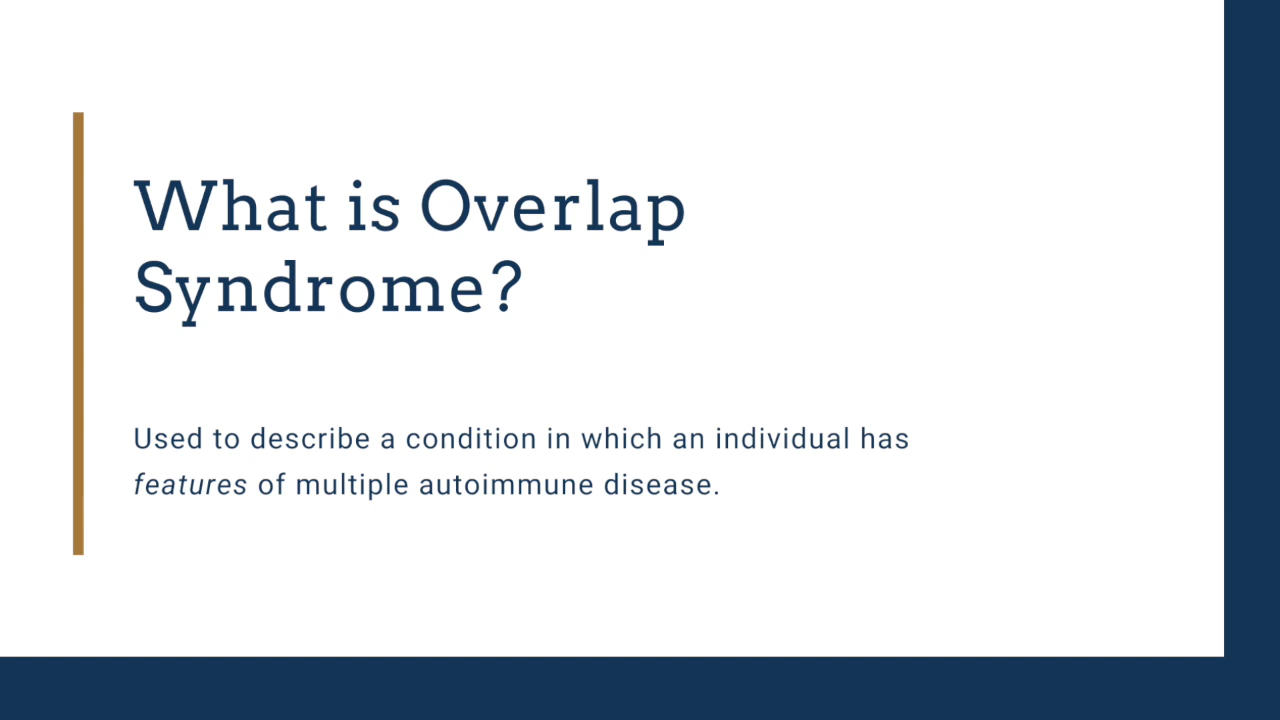 What is Overlap
Syndrome?
Used to describe a condition in which an individual has
features of multiple autoimmune disease.